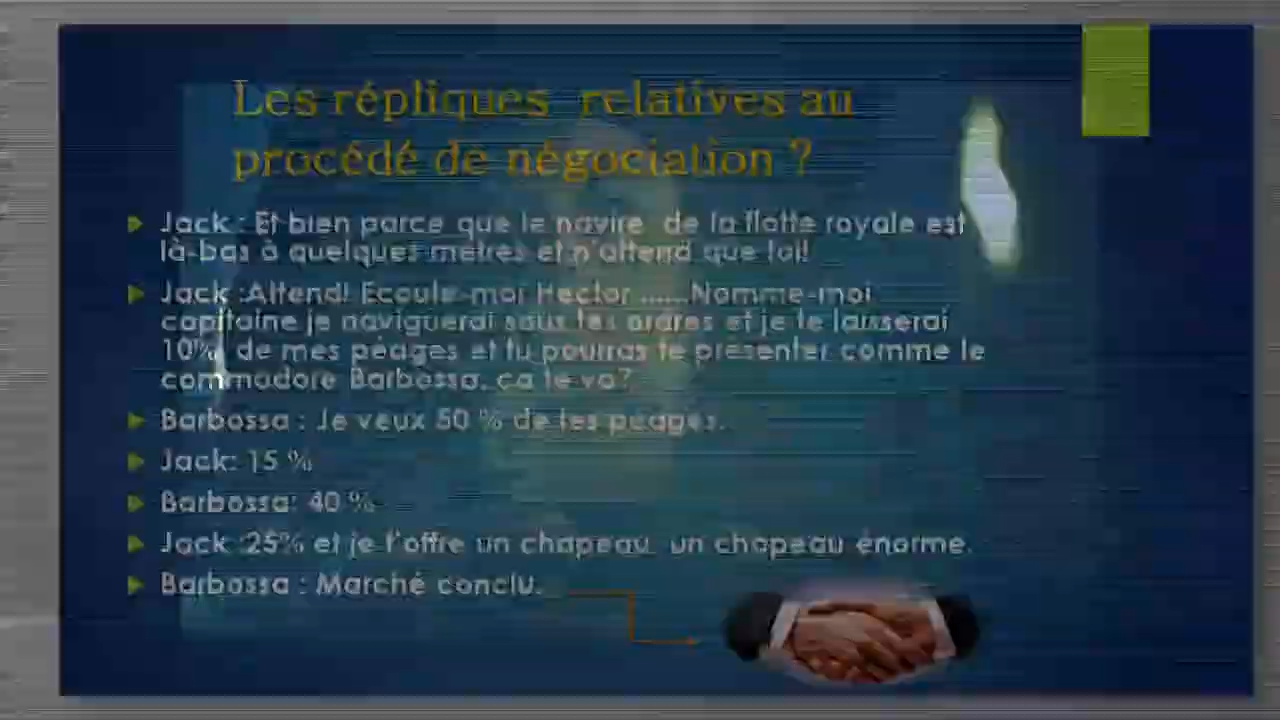 Les répliques relatives au
procédé de négociation ?
Jack : Et bien parce que le navire de la flotte royale est
là-bas à quelques mètres et n'attend que toi!
Jack :Attend! Ecoute-moi Hector ......Nomme-moi
capitaine je naviguerai sous tes ordres et je te laisserai
10% de mes péages et tu pourras te présenter comme le
commodore Barbossa, ca te va?
Barbossa : Je veux 50 % de tes péages.
Jack: 15 %
Barbossa: 40 %
Jack :25% et je t'offre un chapeau un chapeau énorme.
Barbossa : Marché conclu.